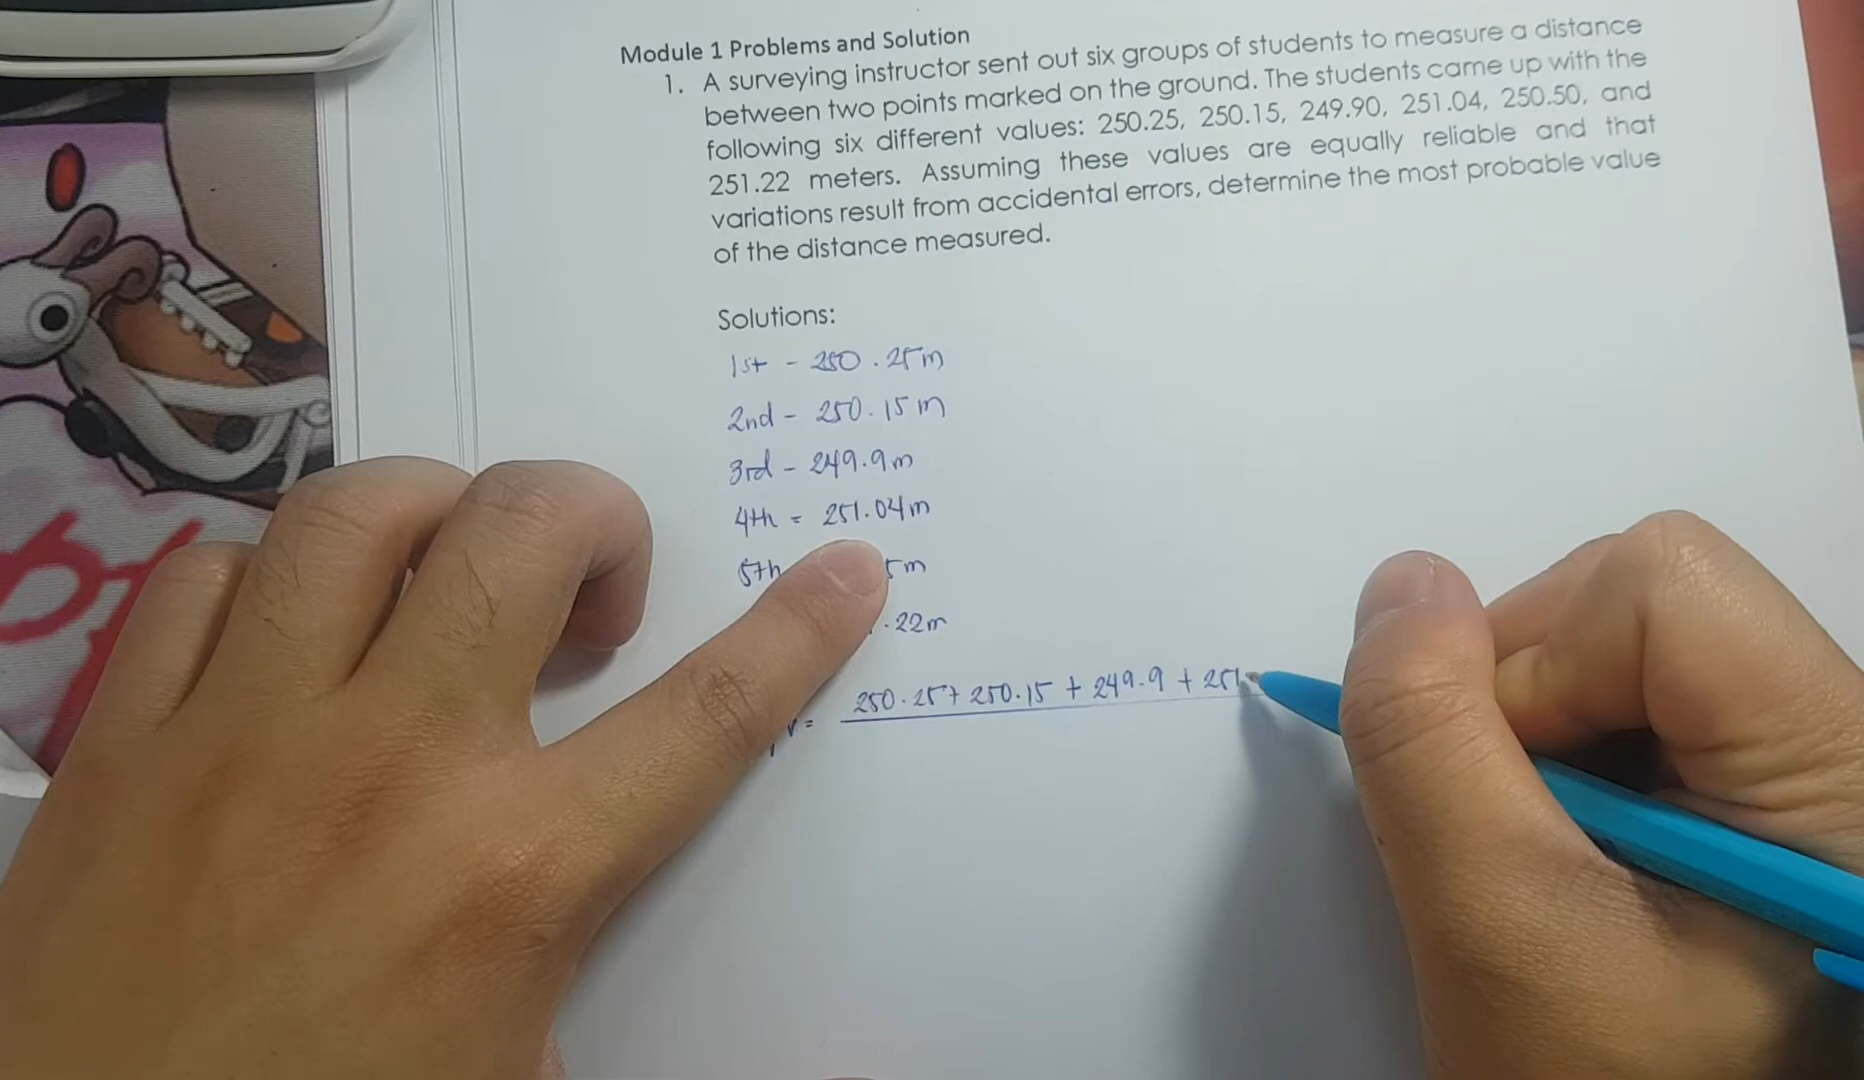 Module 1 Problems and Solution
1. A surveying instructor sent out six groups of students to measure a distance
between two points marked on the ground. The students came up with the
following six different values: 250.25, 250.15, 249.90, 251.04, 250.50, and
251.22 meters. Assuming these values are equally reliable and that
variations result from accidental errors, determine the most probable value
of the distance measured.
Solutions:
1st - 250.25m
2nd - 250.15m
3rd - 249.9m
4th = 251.04m
5th 5m
.22m
250.25+ 250.15 + 249.9 + 251
v =